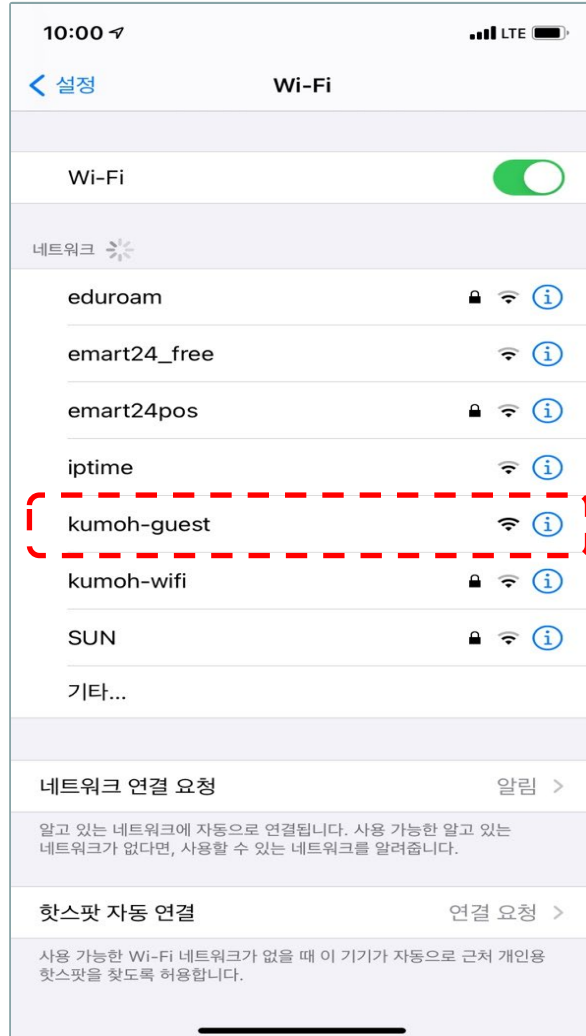 10:00
LTE
설정
Wi-Fi
Wi-Fi
네트워크
eduroam
emart24_free
emart24pos
iptime
kumoh-guest
kumoh-wifi
SUN
기타...
네트워크 연결 요청
알림
알고 있는 네트워크에 자동으로 연결됩니다. 사용 가능한 알고 있는
네트워크가 없다면, 사용할 수 있는 네트워크를 알려줍니다.
핫스팟 자동 연결
연결 요청
사용 가능한 Wi-Fi 네트워크가 없을 때 이 기기가 자동으로 근처 개인용
핫스팟을 찾도록 허용합니다.